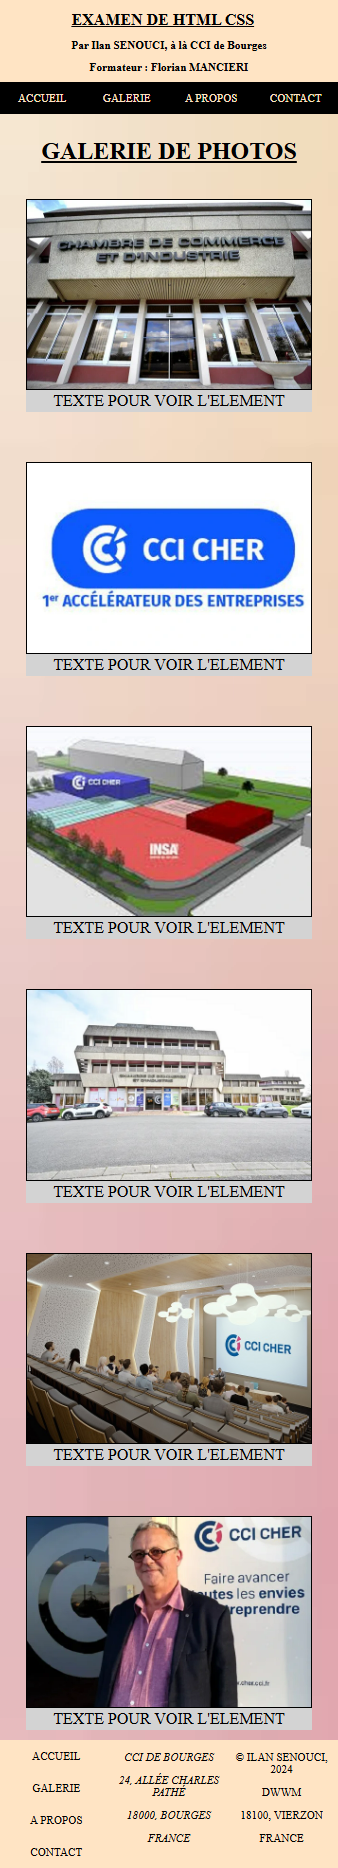 EXAMEN DE HTML CSS
Par Ilan SENOUCI, à là CCI de Bourges
Formateur : Florian MANCIERI
ACCUEIL GALERIE A PROPOS CONTACT
GALERIE DE PHOTOS
CHAMBRE DE COMMERCE
ET D'INDUSTRIE
TEXTE POUR VOIR L'ELEMENT
CCI CHER
1er ACCÉLÉRATEUR DES ENTREPRISES
TEXTE POUR VOIR L'ELEMENT
CCI CHER
INSA
TEXTE POUR VOIR L'ELEMENT
TEXTE POUR VOIR L'ELEMENT
CCI CHER
TEXTE POUR VOIR L'ELEMENT
CCI CHER
Faire avancer
toutes les envies
entreprendre
TEXTE POUR VOIR L'ELEMENT
ACCUEIL
GALERIE
A PROPOS
CONTACT
CCI DE BOURGES
24, ALLÉE CHARLES
PATHÉ
18000, BOURGES
FRANCE
© ILAN SENOUCI,
2024
DWWM
18100, VIERZON
FRANCE